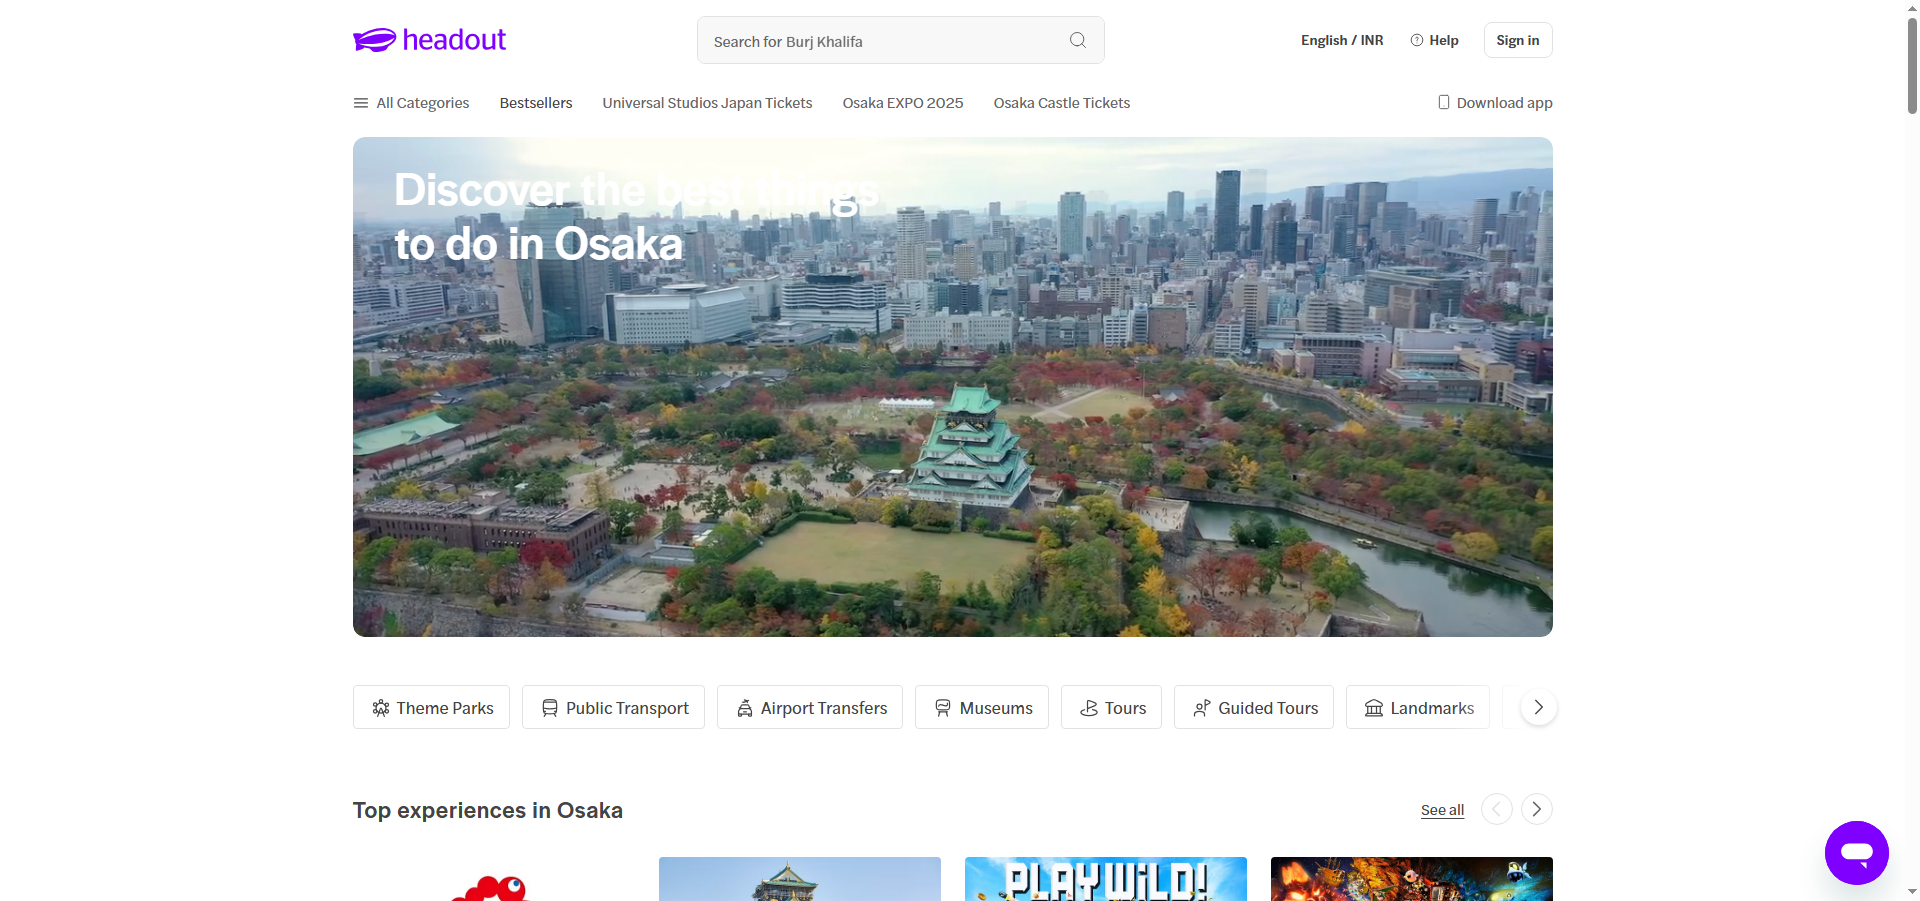 headout
Search for Burj Khalifa
English / INR
Help
Sign in
All Categories
Bestsellers
Universal Studios Japan Tickets
Osaka EXPO 2025
Osaka Castle Tickets
Download app
Discover the best things
to do in Osaka
Theme Parks
Public Transport
Airport Transfers
Museums
Tours
Guided Tours
Landmarks
Top experiences in Osaka
See all
PLAY WiLD!